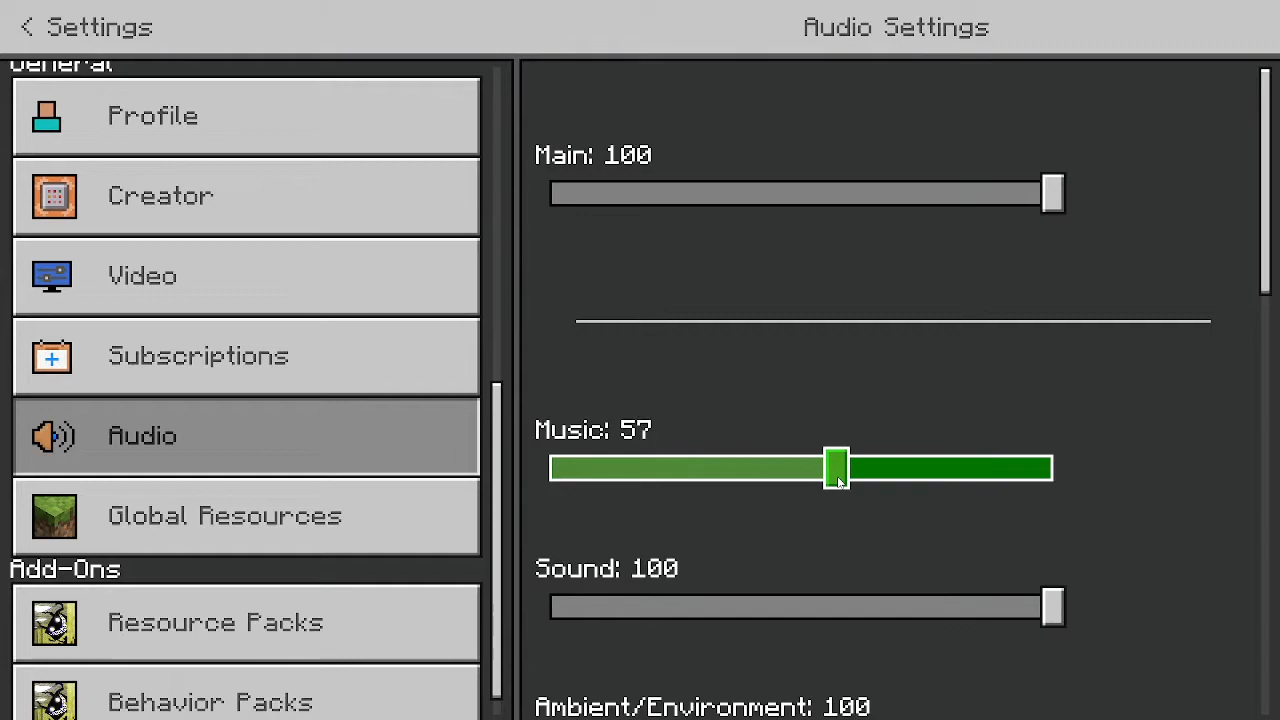 < Settings
Audio Settings
General
Profile
Creator
Video
Subscriptions
Audio
Global Resources
Add-Ons
Resource Packs
Behavior Packs
Main: 100
Music: 57
Sound: 100
Ambient/Environment: 100